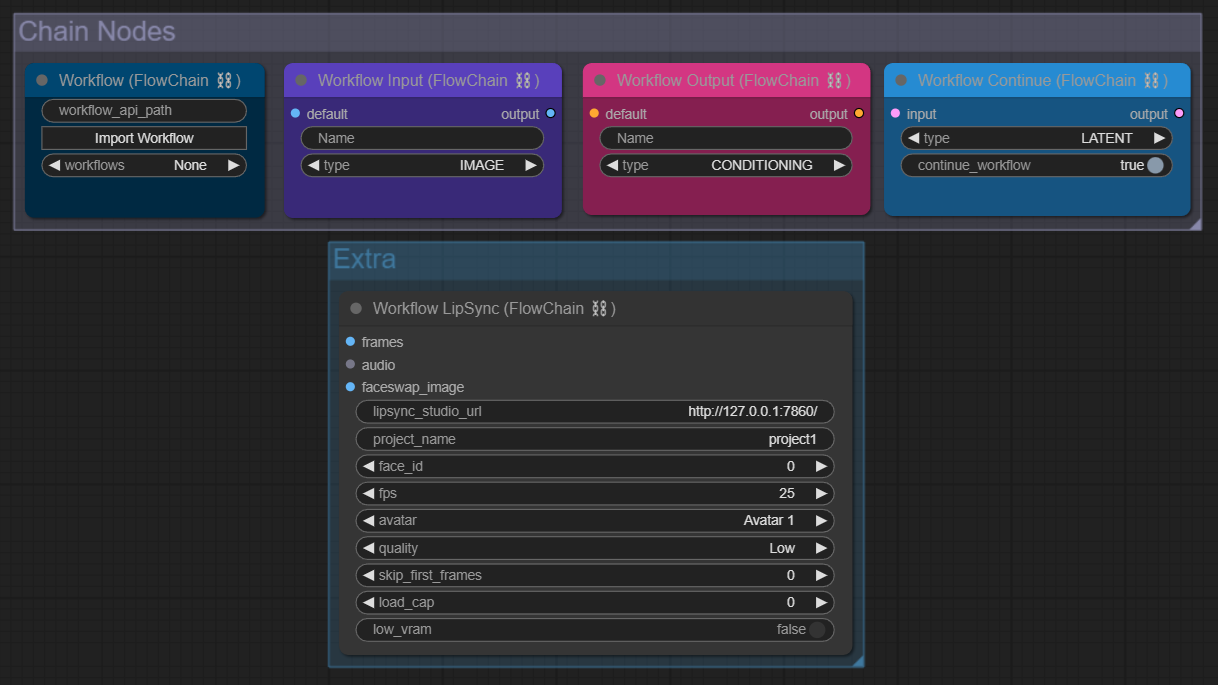 Chain Nodes
Workflow (FlowChain ⛓)
workflow_api_path
Import Workflow
workflows None
Workflow Input (FlowChain ⛓)
default output
Name
type IMAGE
Workflow Output (FlowChain ⛓)
default output
Name
type CONDITIONING
Workflow Continue (FlowChain ⛓)
input output
type LATENT
continue_workflow true
Extra
Workflow LipSync (FlowChain ⛓)
frames
audio
faceswap_image
lipsync_studio_url http://127.0.0.1:7860/
project_name project1
face_id 0
fps 25
avatar Avatar 1
quality Low
skip_first_frames 0
load_cap 0
low_vram false